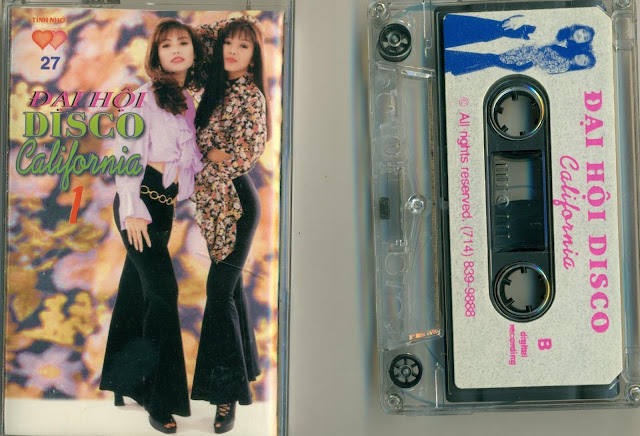 TÌNH NHỚ
27
ĐẠI HỘI
DISCO
California
1
ĐẠI HỘI DISCO
California
© All rights reserved. (714) 839-9888
B
digital
recording